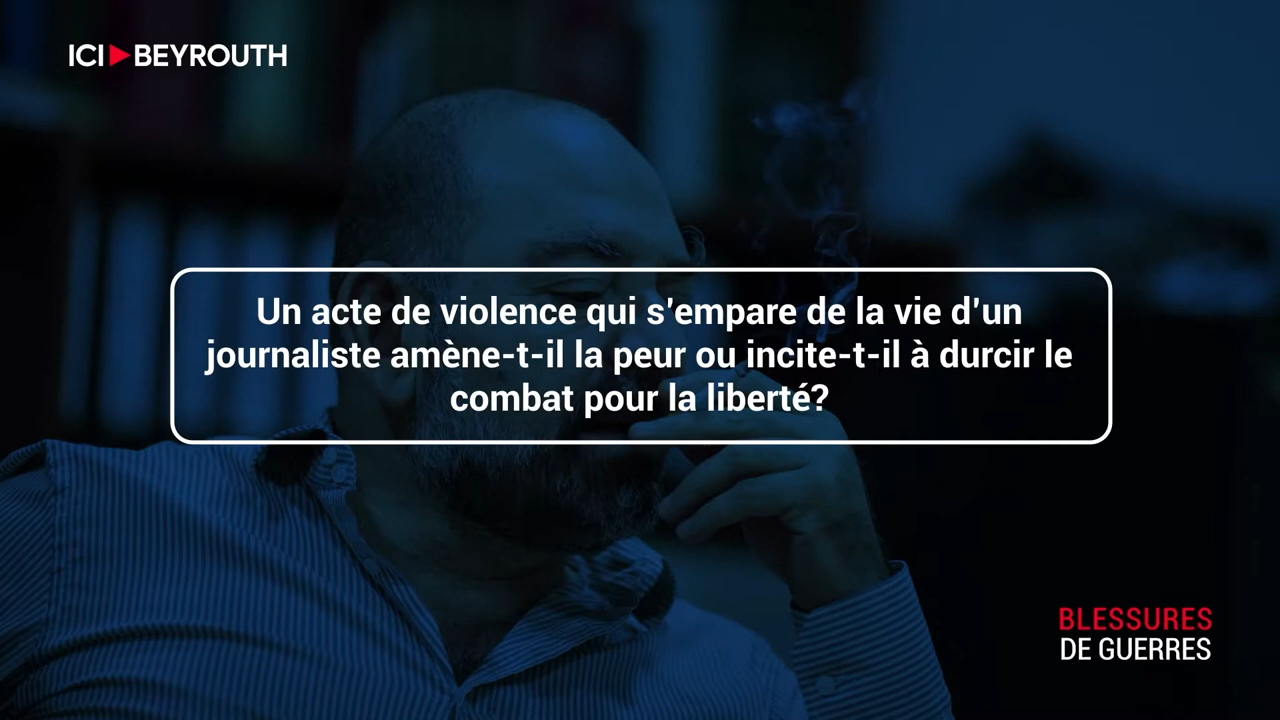 ICI BEYROUTH
Un acte de violence qui s'empare de la vie d'un
journaliste amène-t-il la peur ou incite-t-il à durcir le
combat pour la liberté?
BLESSURES
DE GUERRES